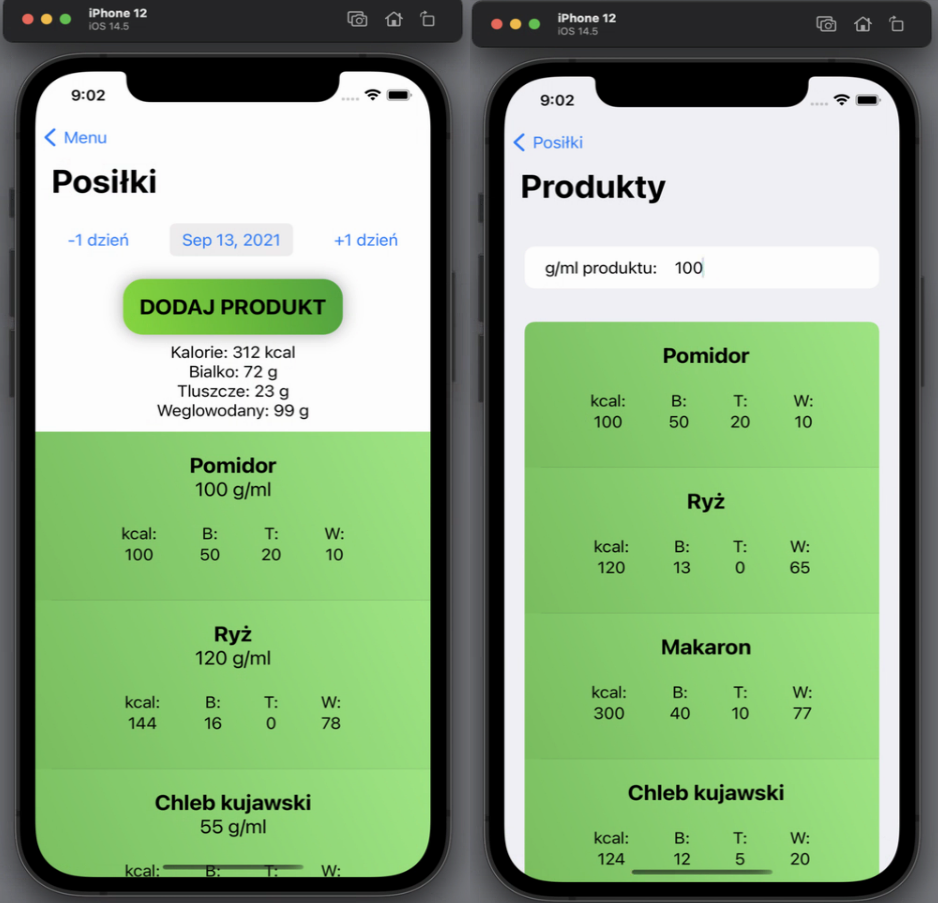 iPhone 12
iOS 14.5
9:02
Menu
Posiłki
-1 dzień Sep 13, 2021 +1 dzień
DODAJ PRODUKT
Kalorie: 312 kcal
Bialko: 72 g
Tluszcze: 23 g
Weglowodany: 99 g
Pomidor
100 g/ml
kcal: B: T: W:
100 50 20 10
Ryż
120 g/ml
kcal: B: T: W:
144 16 0 78
Chleb kujawski
55 g/ml
kcal: B: T: W:
iPhone 12
iOS 14.5
9:02
Posiłki
Produkty
g/ml produktu: 100
Pomidor
kcal: B: T: W:
100 50 20 10
Ryż
kcal: B: T: W:
120 13 0 65
Makaron
kcal: B: T: W:
300 40 10 77
Chleb kujawski
kcal: B: T: W:
124 12 5 20